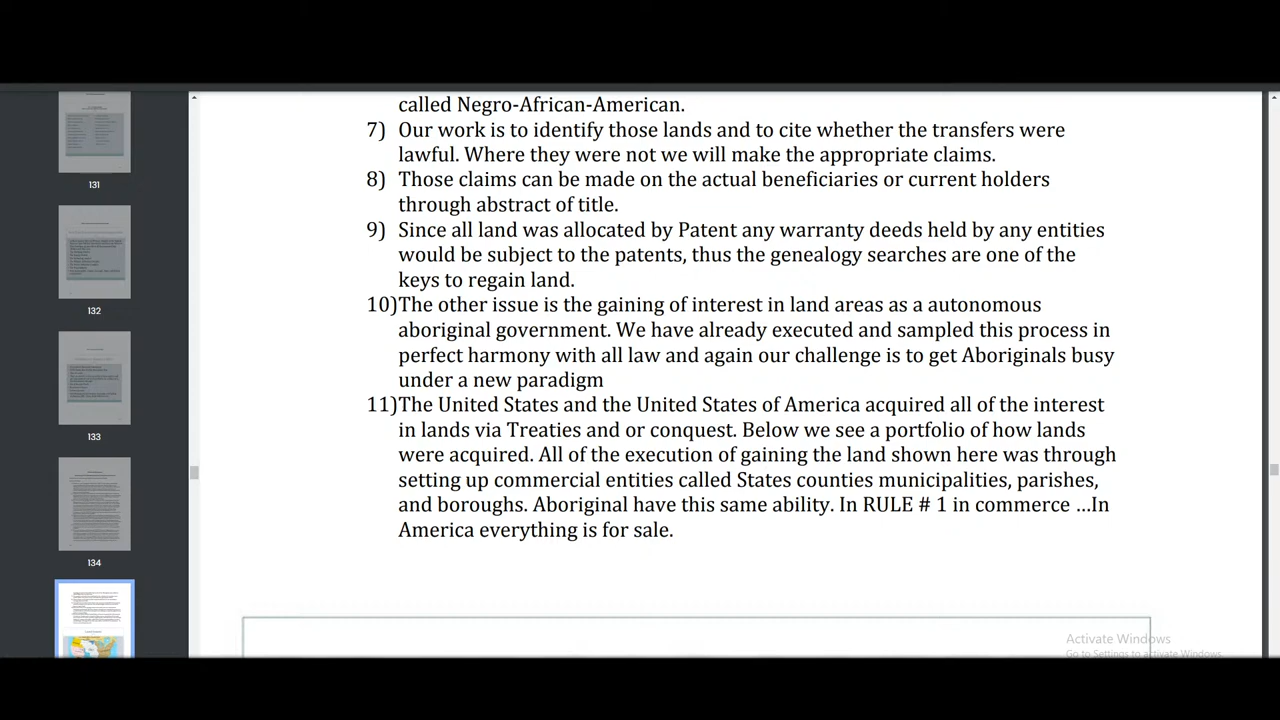 called Negro-African-American.
7) Our work is to identify those lands and to cite whether the transfers were
lawful. Where they were not we will make the appropriate claims.
8) Those claims can be made on the actual beneficiaries or current holders
through abstract of title.
9) Since all land was allocated by Patent any warranty deeds held by any entities
would be subject to the patents, thus the genealogy searches are one of the
keys to regain land.
10)The other issue is the gaining of interest in land areas as a autonomous
aboriginal government. We have already executed and sampled this process in
perfect harmony with all law and again our challenge is to get Aboriginals busy
under a new paradigm
11)The United States and the United States of America acquired all of the interest
in lands via Treaties and or conquest. Below we see a portfolio of how lands
were acquired. All of the execution of gaining the land shown here was through
setting up commercial entities called States counties municipalities, parishes,
and boroughs. Aboriginal have this same ability. In RULE # 1 in commerce …In
America everything is for sale.
131
132
133
134
Activate Windows
Go to Settings to activate Windows.